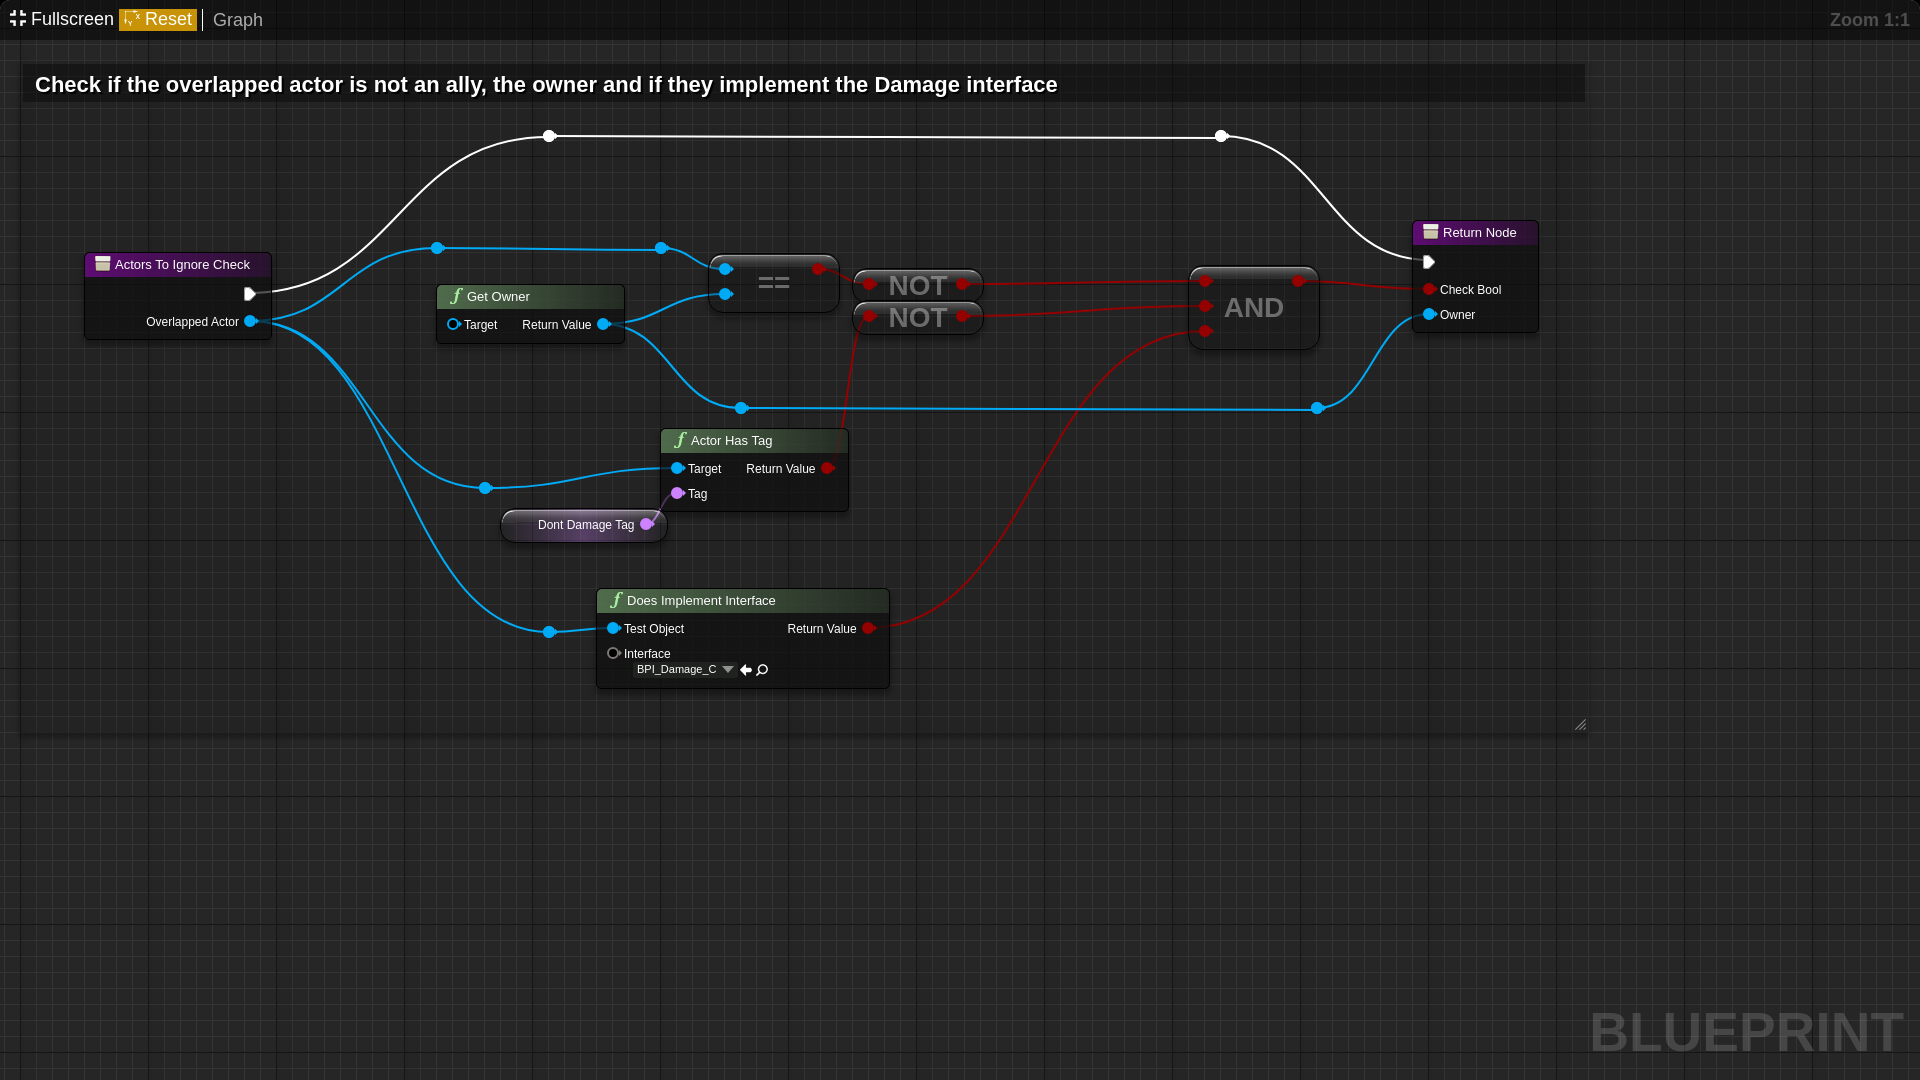 Fullscreen Reset Graph Zoom 1:1
Check if the overlapped actor is not an ally, the owner and if they implement the Damage interface
Actors To Ignore Check
Overlapped Actor
Get Owner
Target Return Value
==
NOT
NOT
AND
Return Node
Check Bool
Owner
Actor Has Tag
Target Return Value
Tag
Dont Damage Tag
Does Implement Interface
Test Object Return Value
Interface
BPI_Damage_C
BLUEPRINT